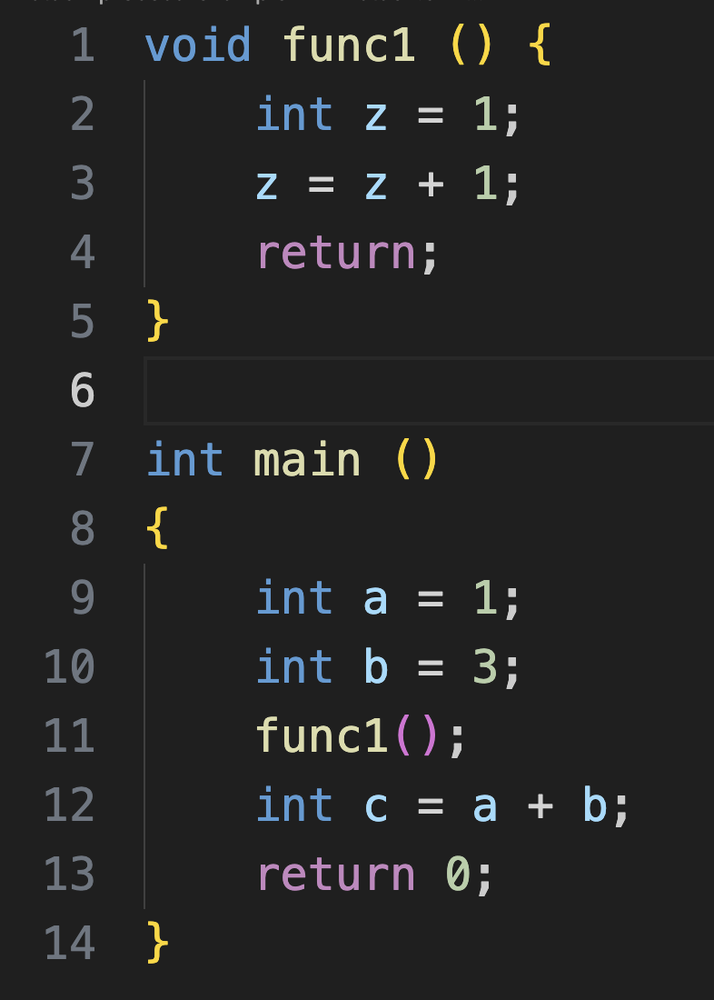 1 void func1 () {
2 int z = 1;
3 z = z + 1;
4 return;
5 }
6
7 int main ()
8 {
9 int a = 1;
10 int b = 3;
11 func1();
12 int c = a + b;
13 return 0;
14 }